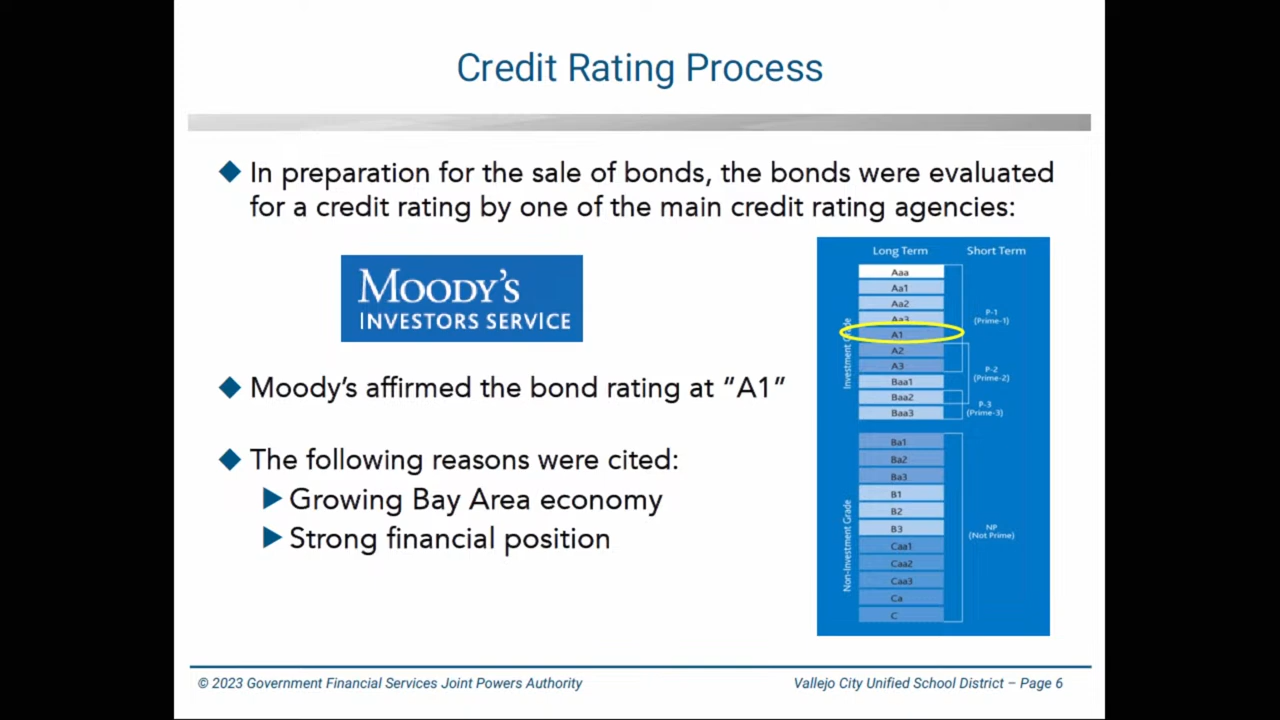 Credit Rating Process
In preparation for the sale of bonds, the bonds were evaluated
for a credit rating by one of the main credit rating agencies:
MOODY'S
INVESTORS SERVICE
Moody's affirmed the bond rating at "A1"
The following reasons were cited:
Growing Bay Area economy
Strong financial position
Long Term Short Term
Investment Grade
Aaa
Aa1
Aa2
Aa3
A1
A2
A3
Baa1
Baa2
Baa3
P-1
(Prime-1)
P-2
(Prime-2)
P-3
(Prime-3)
Non-Investment Grade
Ba1
Ba2
Ba3
B1
B2
B3
Caa1
Caa2
Caa3
Ca
C
NP
(Not Prime)
© 2023 Government Financial Services Joint Powers Authority
Vallejo City Unified School District – Page 6